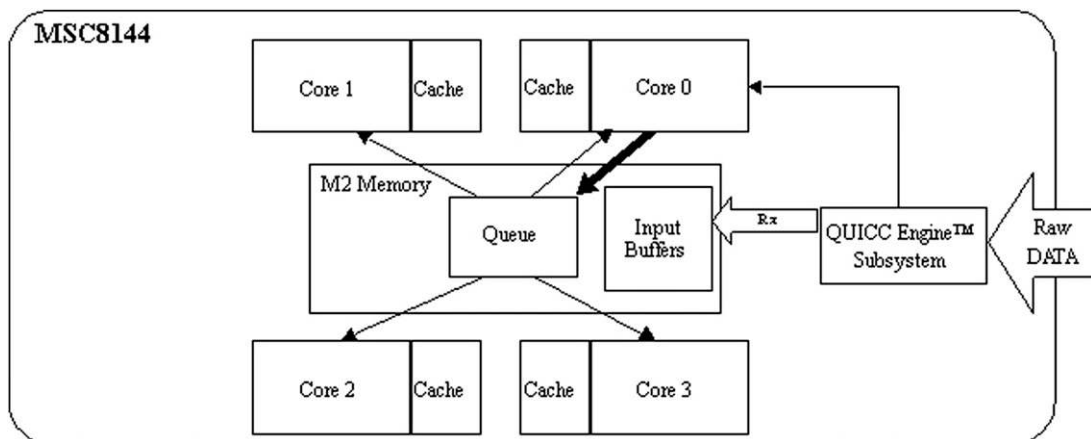 MSC8144
Core 1
Cache
Cache
Core 0
M2 Memory
Queue
Input
Buffers
Rx
QUICC Engine™
Subsystem
Raw
DATA
Core 2
Cache
Cache
Core 3